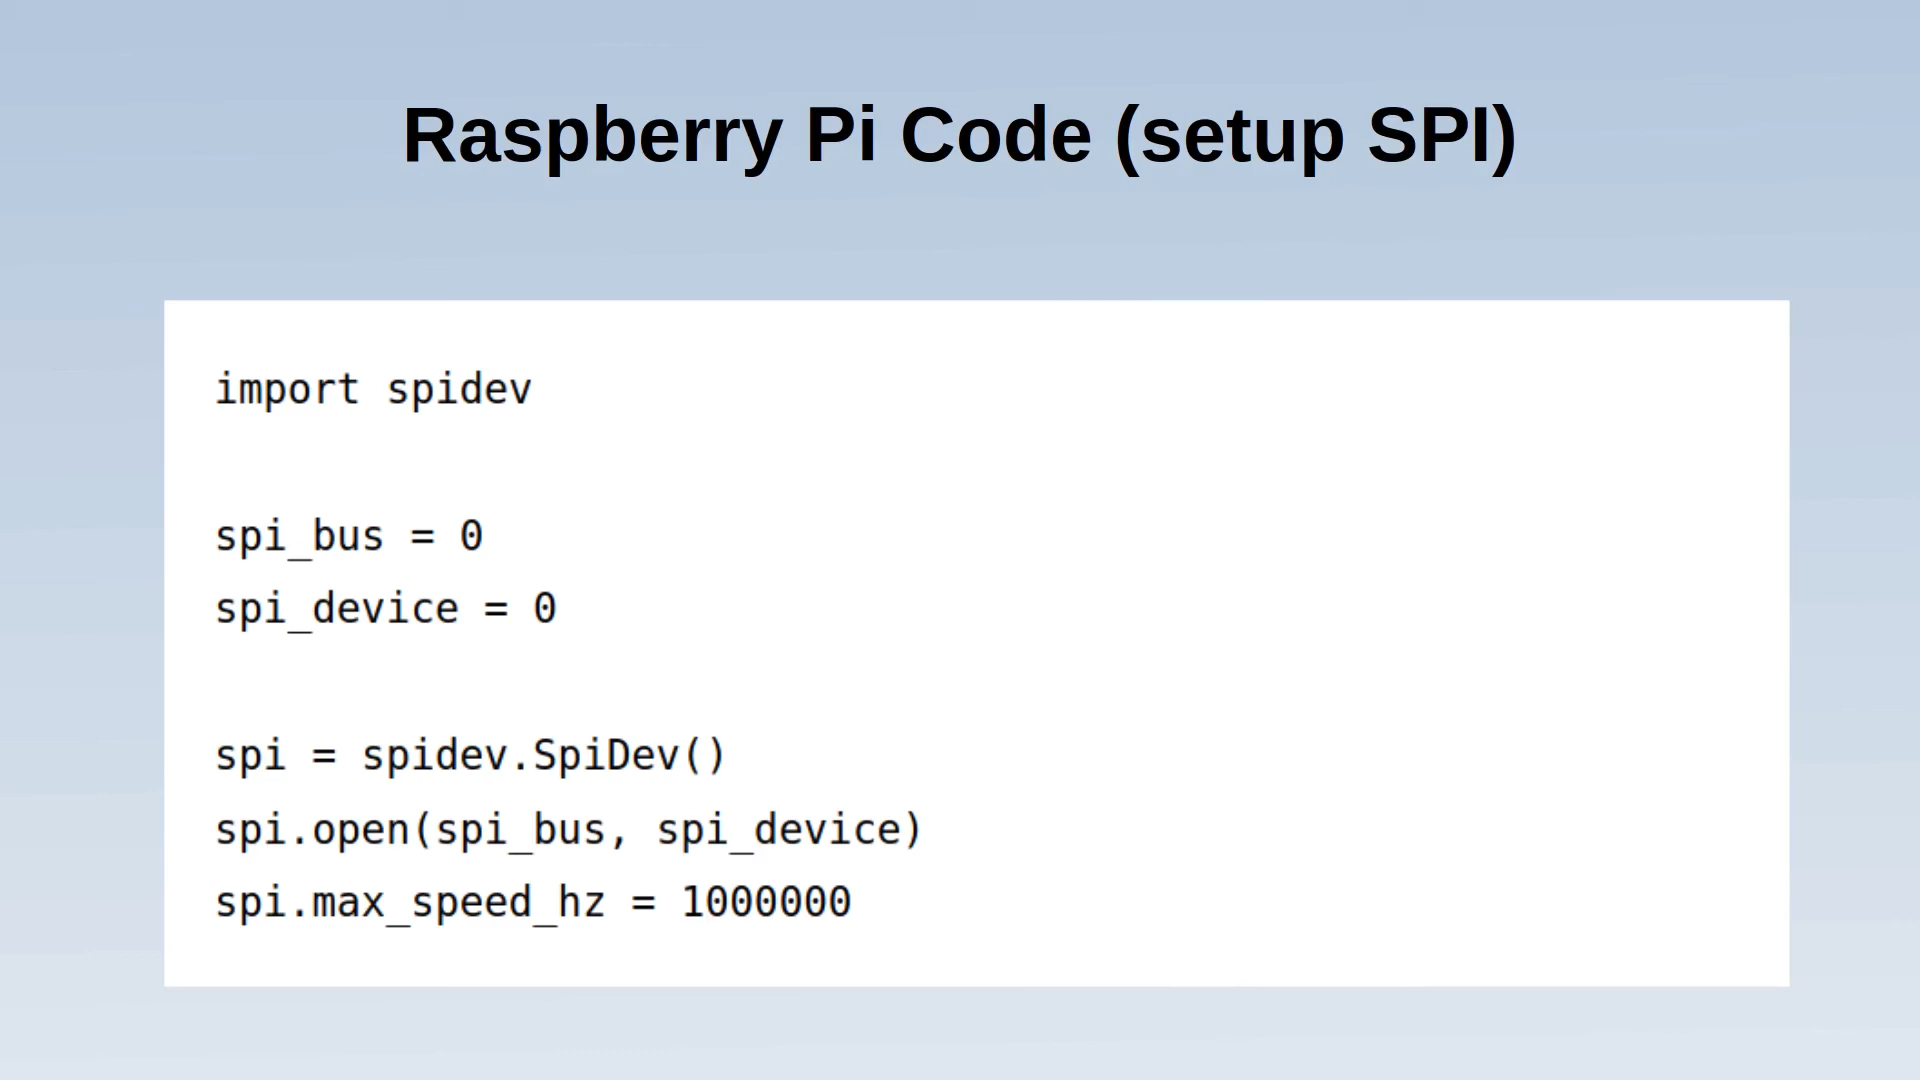 Raspberry Pi Code (setup SPI)
import spidev
spi_bus = 0
spi_device = 0
spi = spidev.SpiDev()
spi.open(spi_bus, spi_device)
spi.max_speed_hz = 1000000